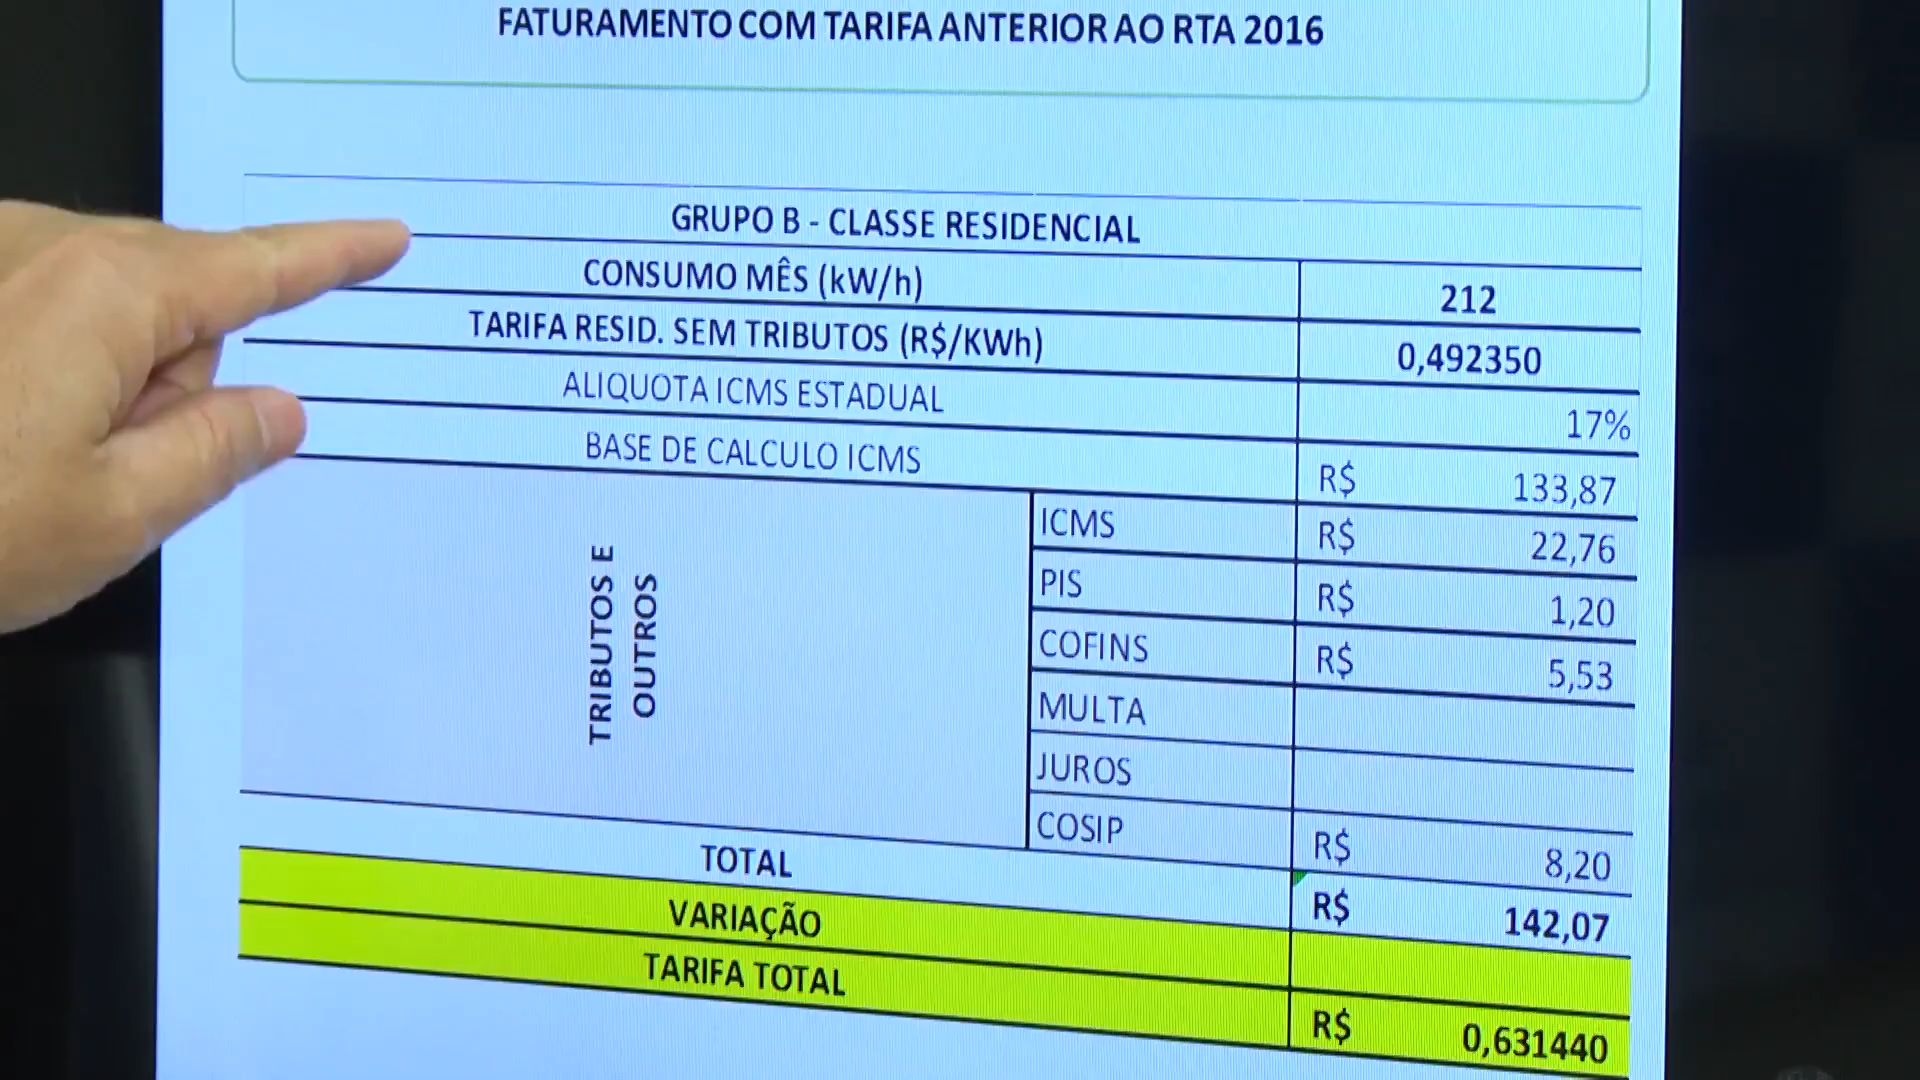 FATURAMENTO COM TARIFA ANTERIOR AO RTA 2016
GRUPO B - CLASSE RESIDENCIAL
CONSUMO MÊS (kW/h) 212
TARIFA RESID. SEM TRIBUTOS (R$/KWh) 0,492350
ALIQUOTA ICMS ESTADUAL 17%
BASE DE CALCULO ICMS R$ 133,87
TRIBUTOS E
OUTROS
ICMS R$ 22,76
PIS R$ 1,20
COFINS R$ 5,53
MULTA
JUROS
COSIP R$ 8,20
TOTAL R$ 142,07
VARIAÇÃO
TARIFA TOTAL R$ 0,631440